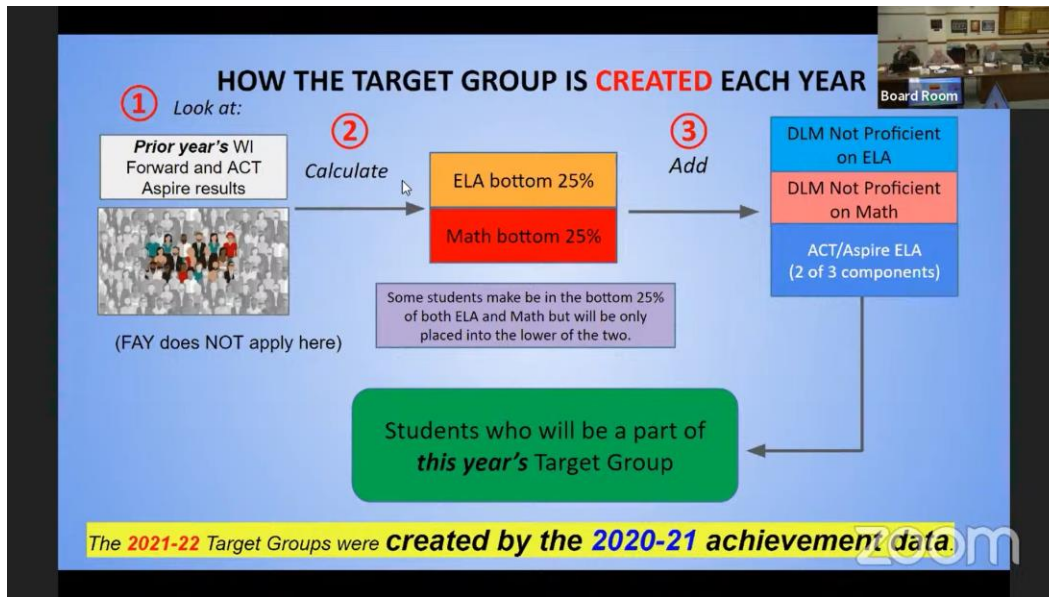 HOW THE TARGET GROUP IS CREATED EACH YEAR
Board Room
1
Look at:
Prior year's WI
Forward and ACT
Aspire results
(FAY does NOT apply here)
2
Calculate
ELA bottom 25%
Math bottom 25%
Some students make be in the bottom 25%
of both ELA and Math but will be only
placed into the lower of the two.
3
Add
DLM Not Proficient
on ELA
DLM Not Proficient
on Math
ACT/Aspire ELA
(2 of 3 components)
Students who will be a part of
this year's Target Group
The 2021-22 Target Groups were created by the 2020-21 achievement data.
zoom